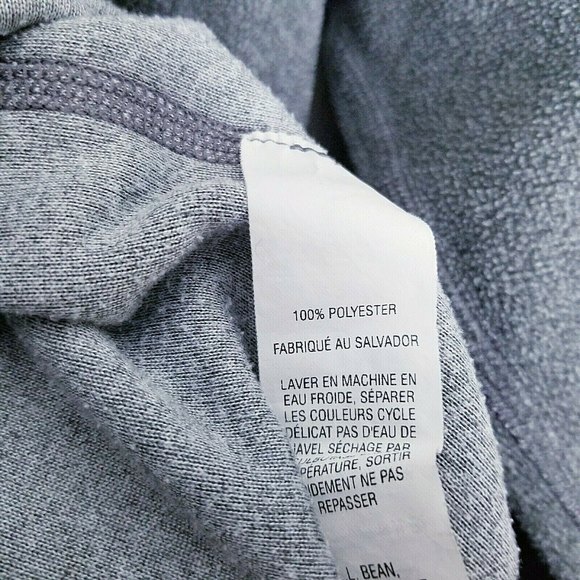 100% POLYESTER
FABRIQUÉ AU SALVADOR
LAVER EN MACHINE EN
EAU FROIDE, SÉPARER
LES COULEURS CYCLE
DÉLICAT PAS D'EAU DE
JAVEL SÉCHAGE PAR
SORTIR
NE PAS
REPASSER
L. BEAN.